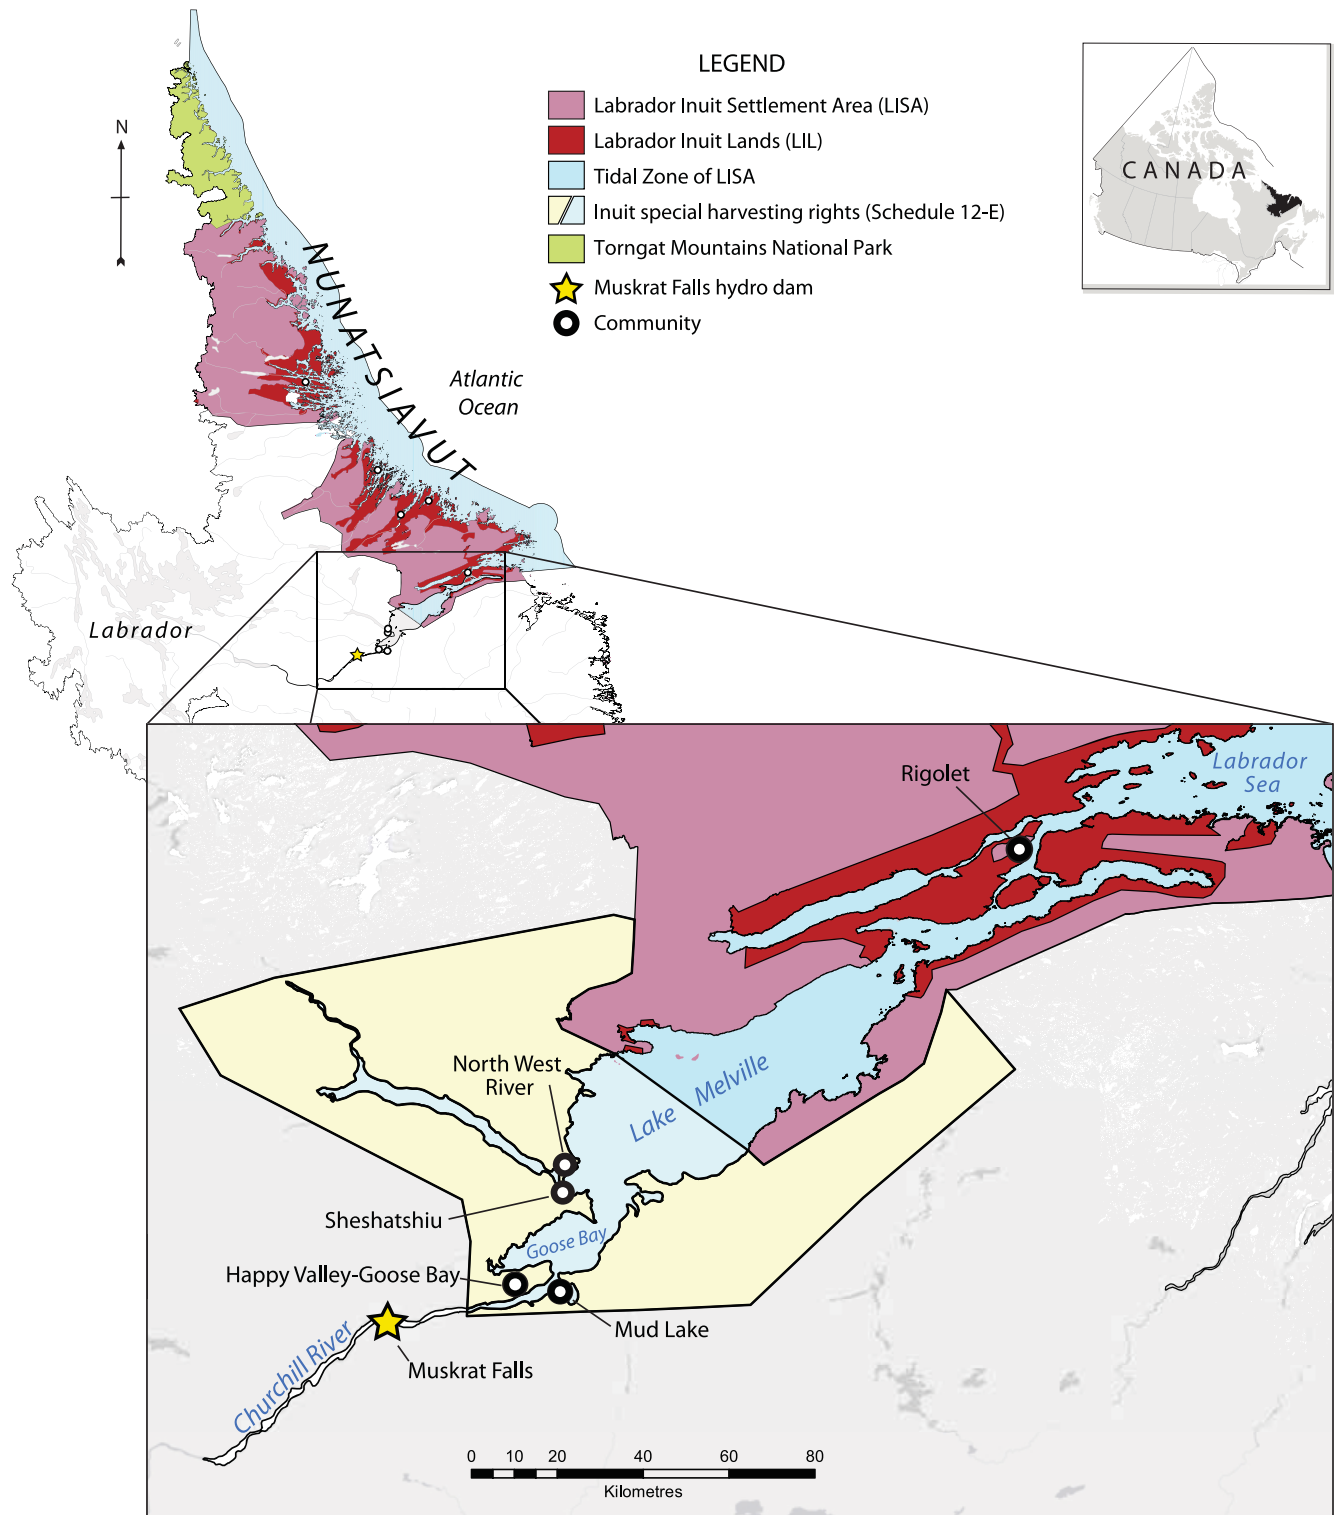 LEGEND
Labrador Inuit Settlement Area (LISA)
Labrador Inuit Lands (LIL)
Tidal Zone of LISA
Inuit special harvesting rights (Schedule 12-E)
Torngat Mountains National Park
Muskrat Falls hydro dam
Community
CANADA
N
NUNATSIAVUT
Atlantic
Ocean
Labrador
Rigolet
Labrador
Sea
North West
River
Lake Melville
Sheshatshiu
Goose Bay
Happy Valley-Goose Bay
Mud Lake
Muskrat Falls
Churchill River
0 10 20 40 60 80
Kilometres